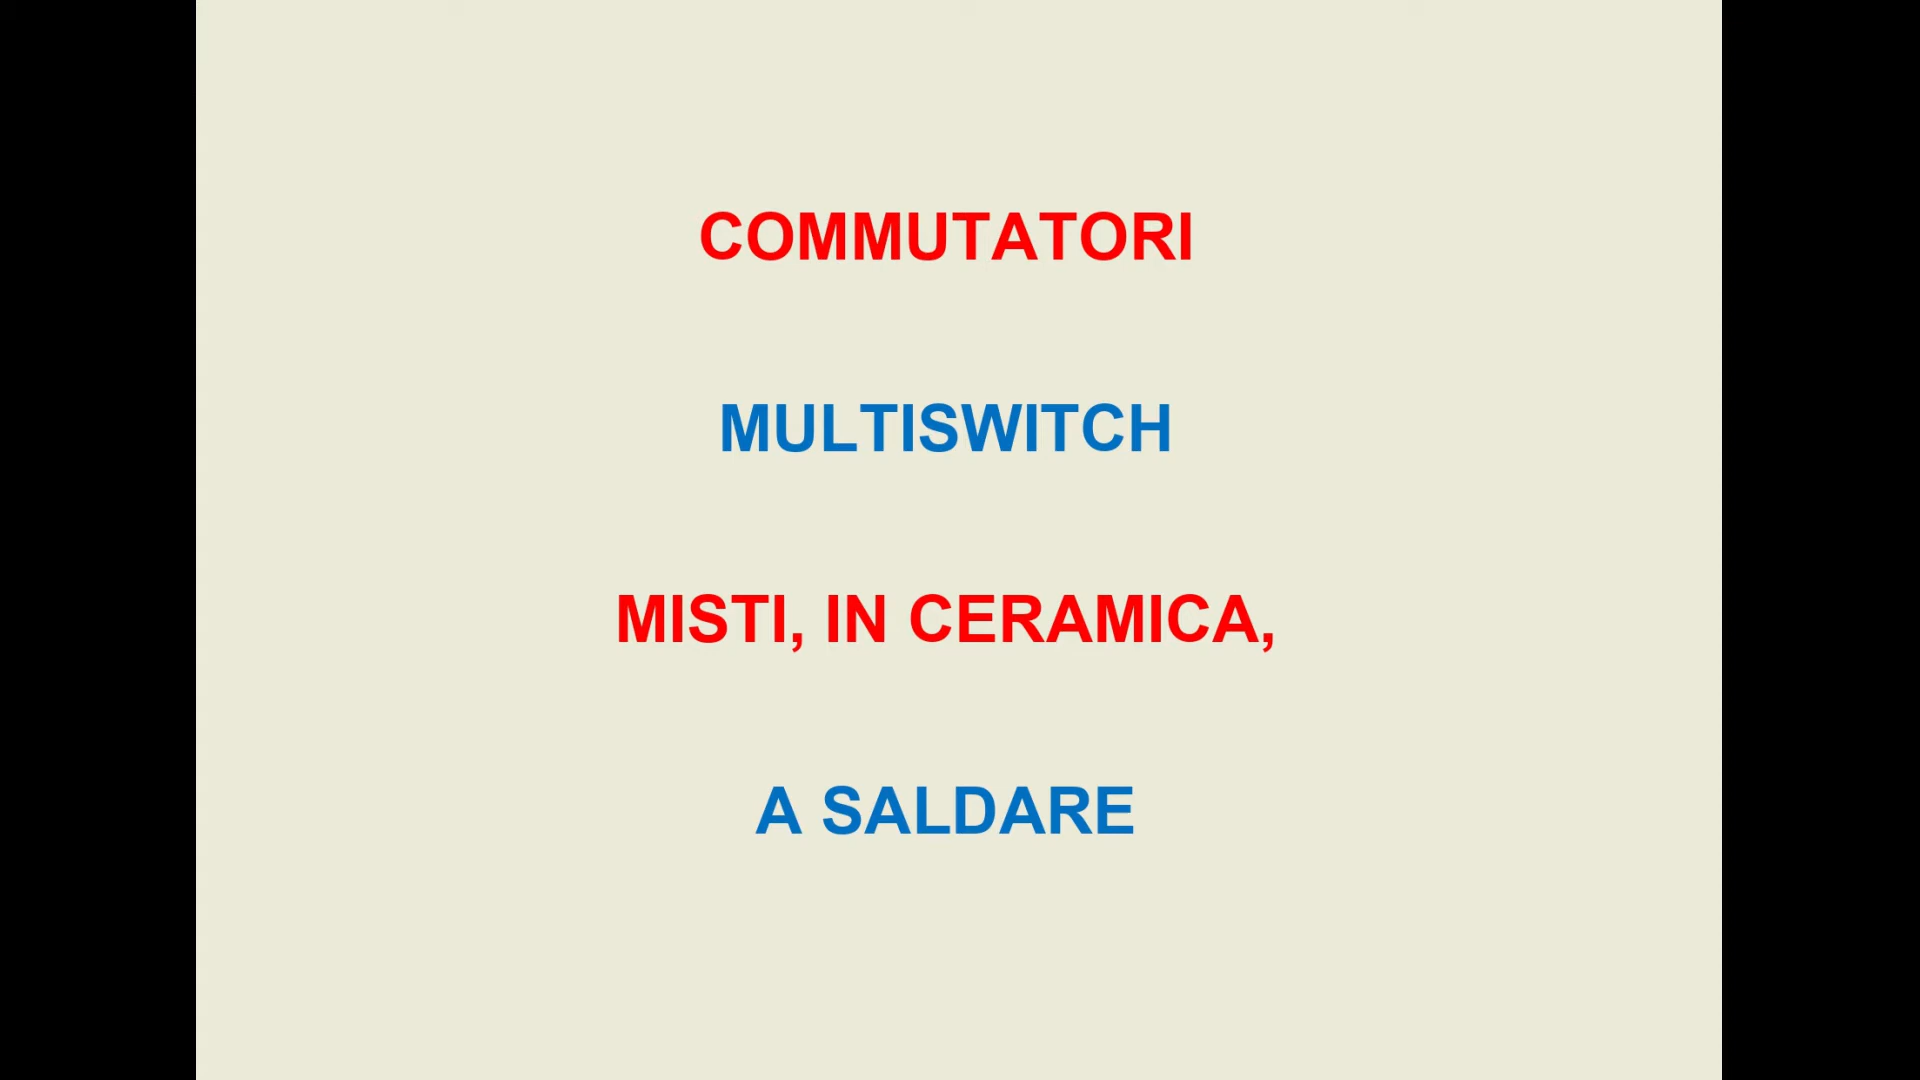 COMMUTATORI
MULTISWITCH
MISTI, IN CERAMICA,
A SALDARE